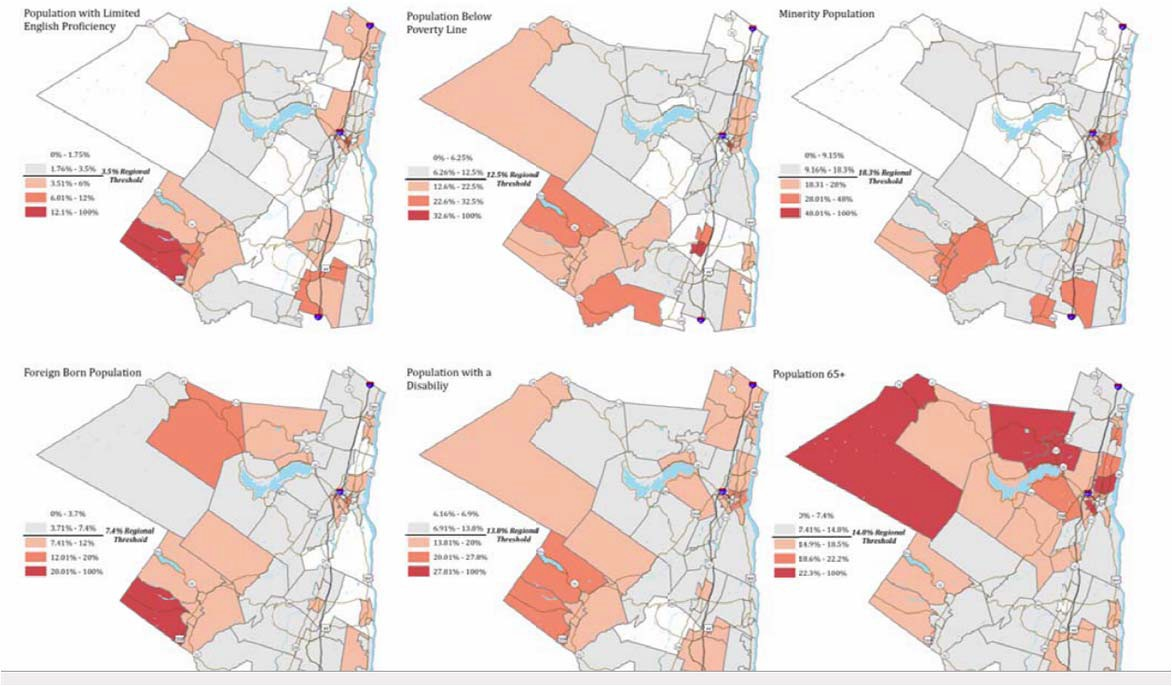 Population with Limited
English Proficiency
0% - 1.75%
1.76% - 3.5%
3.5% Regional
Threshold
3.51% - 6%
6.01% - 12%
12.1% - 100%
Population Below
Poverty Line
0% - 6.25%
6.26% - 12.5%
12.5% Regional
Threshold
12.6% - 22.5%
22.6% - 32.5%
32.6% - 100%
Minority Population
0% - 9.15%
9.16% - 18.3%
18.3% Regional
Threshold
18.31 - 28%
28.01% - 40%
40.01% - 100%
Foreign Born Population
0% - 3.7%
3.71% - 7.4%
7.4% Regional
Threshold
7.41% - 12%
12.01% - 20%
20.01% - 100%
Population with a
Disabiliy
6.16% - 6.9%
6.91% - 13.8%
13.8% Regional
Threshold
13.81% - 20%
20.01% - 27.8%
27.81% - 100%
Population 65+
0% - 7.4%
7.41% - 14.8%
14.8% Regional
Threshold
14.9% - 18.5%
18.6% - 22.2%
22.3% - 100%